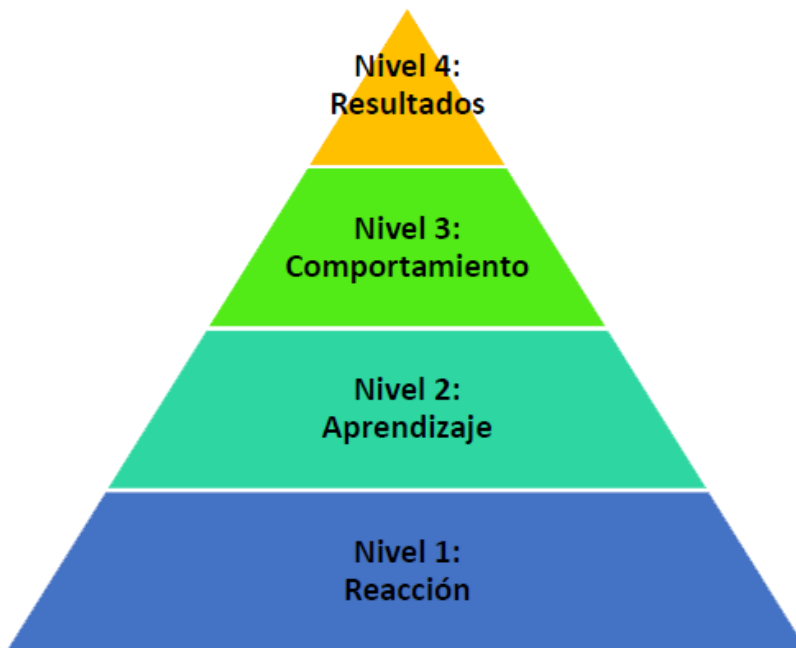 Nivel 4:
Resultados
Nivel 3:
Comportamiento
Nivel 2:
Aprendizaje
Nivel 1:
Reacción